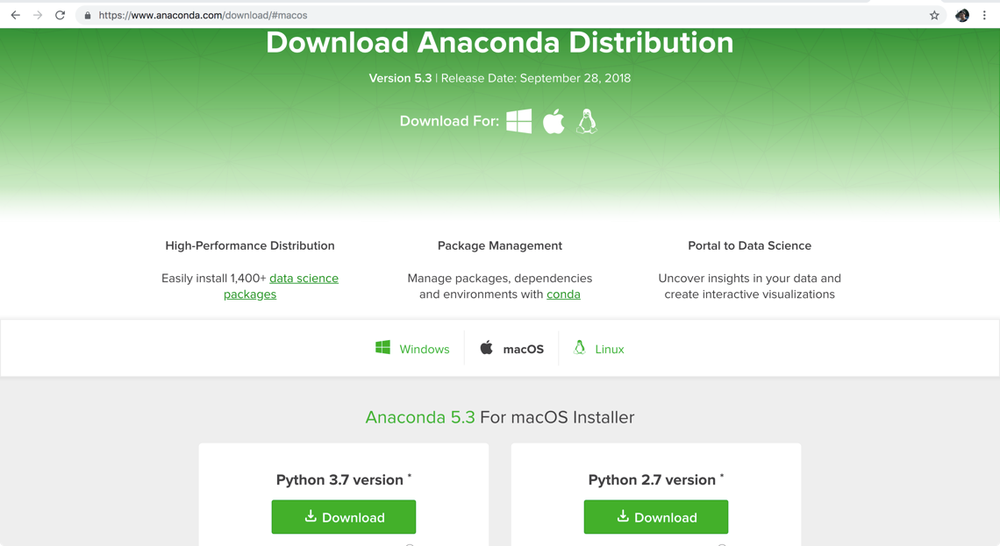 https://www.anaconda.com/download/#macos
Download Anaconda Distribution
Version 5.3 | Release Date: September 28, 2018
Download For:
High-Performance Distribution
Easily install 1,400+ data science
packages
Package Management
Manage packages, dependencies
and environments with conda
Portal to Data Science
Uncover insights in your data and
create interactive visualizations
Windows
macOS
Linux
Anaconda 5.3 For macOS Installer
Python 3.7 version *
Download
Python 2.7 version *
Download